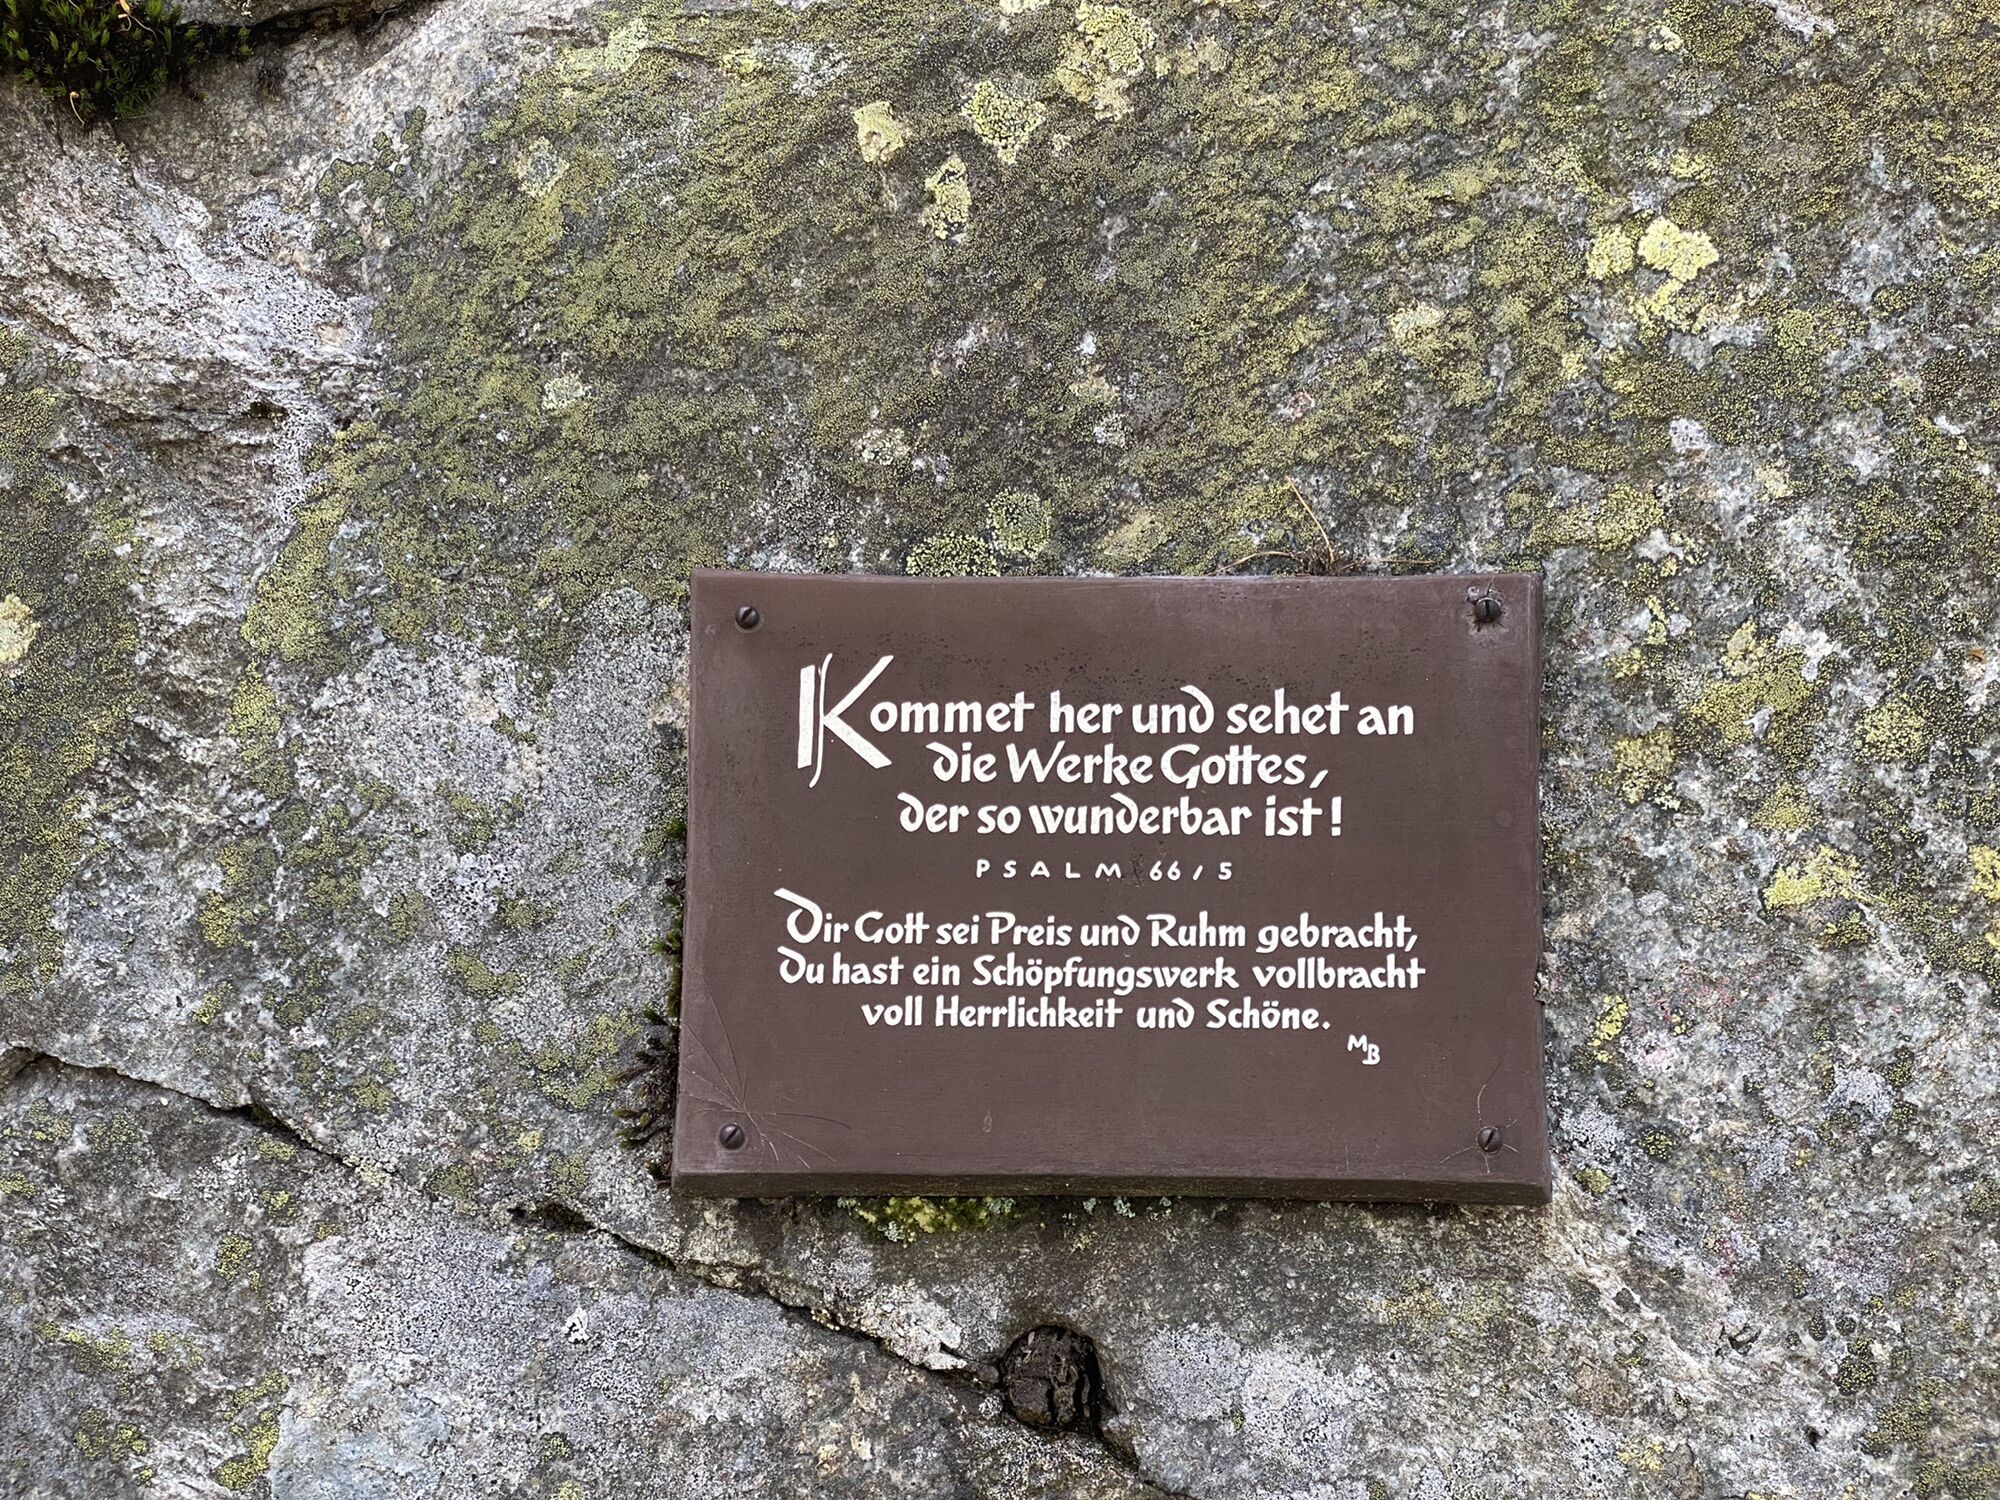 Kommet her und sehet an
die Werke Gottes,
der so wunderbar ist!
PSALM 66/5
Dir Gott sei Preis und Ruhm gebracht,
Du hast ein Schöpfungswerk vollbracht
voll Herrlichkeit und Schöne.
MB